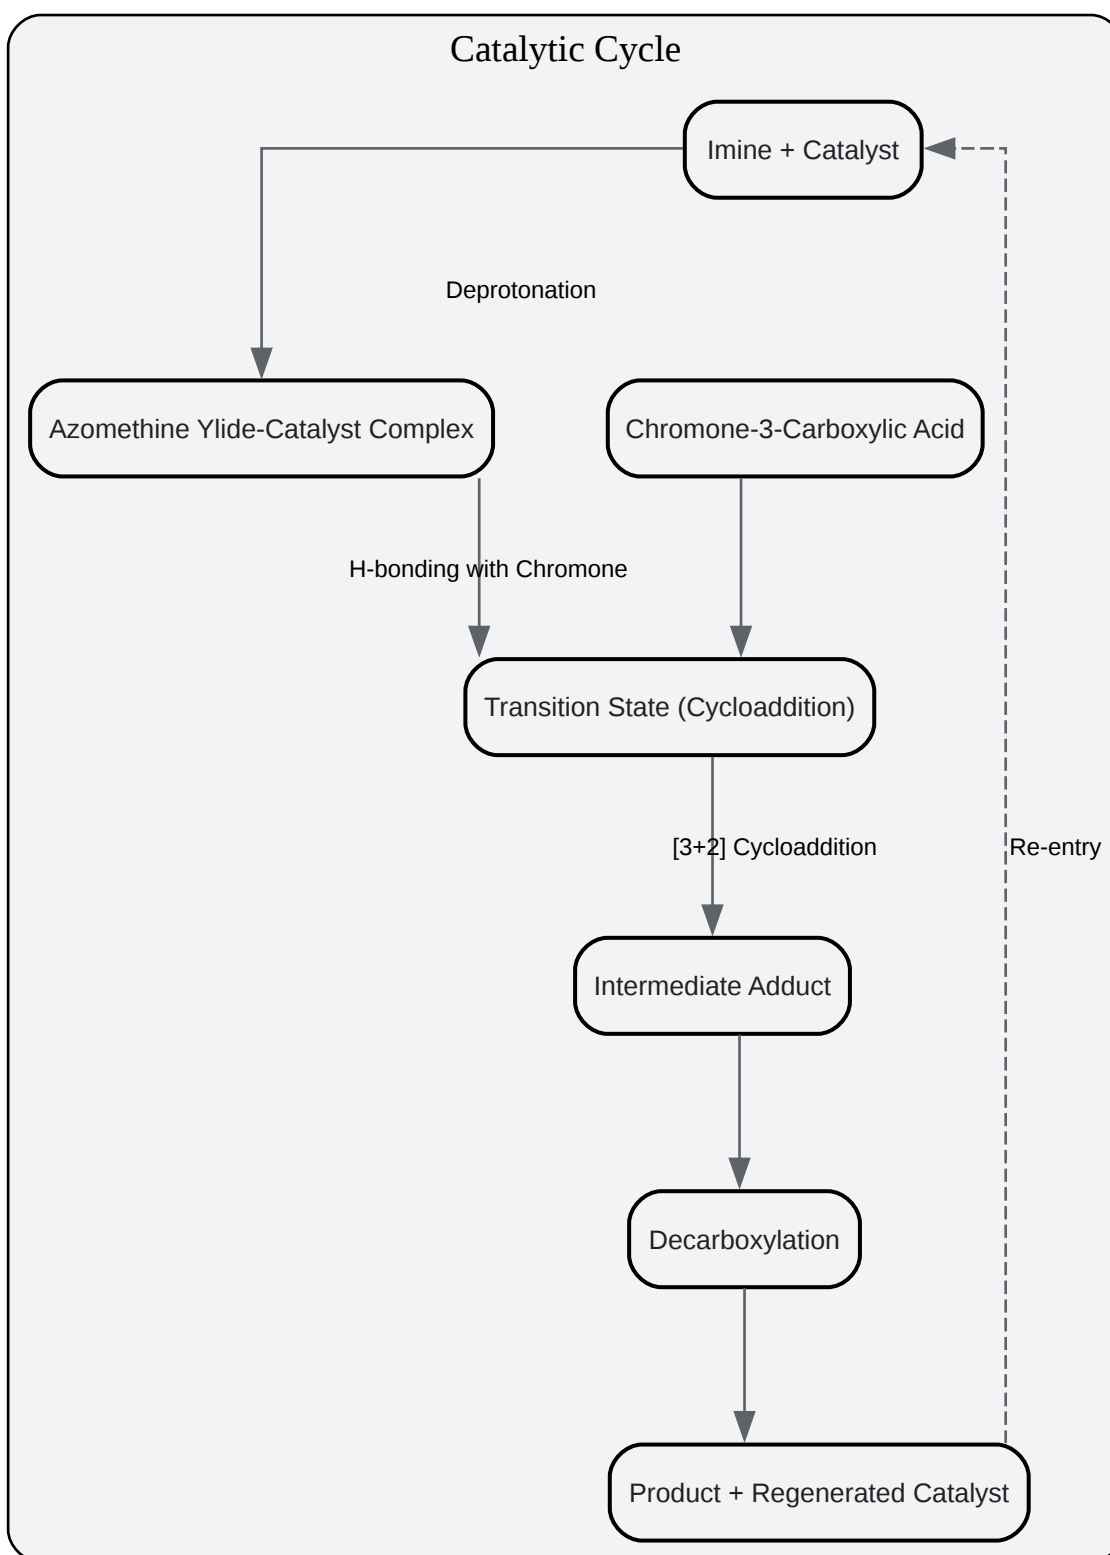 Catalytic Cycle
Imine + Catalyst
Deprotonation
Azomethine Ylide-Catalyst Complex
Chromone-3-Carboxylic Acid
H-bonding with Chromone
Transition State (Cycloaddition)
[3+2] Cycloaddition
Re-entry
Intermediate Adduct
Decarboxylation
Product + Regenerated Catalyst